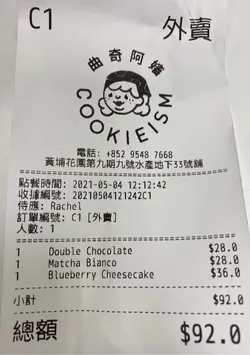 C1 外賣
曲奇阿嬸
COOKIEISM
電話: +852 9548 7668
黃埔花園第九期九號水產地下33號舖
點餐時間: 2021-05-04 12:12:42
收據編號: 20210504121242C1
侍應: Rachel
訂單編號: C1 [外賣]
人數: 1
1 Double Chocolate $28.0
1 Matcha Bianco $28.0
1 Blueberry Cheesecake $36.0
小計 $92.0
總額 $92.0